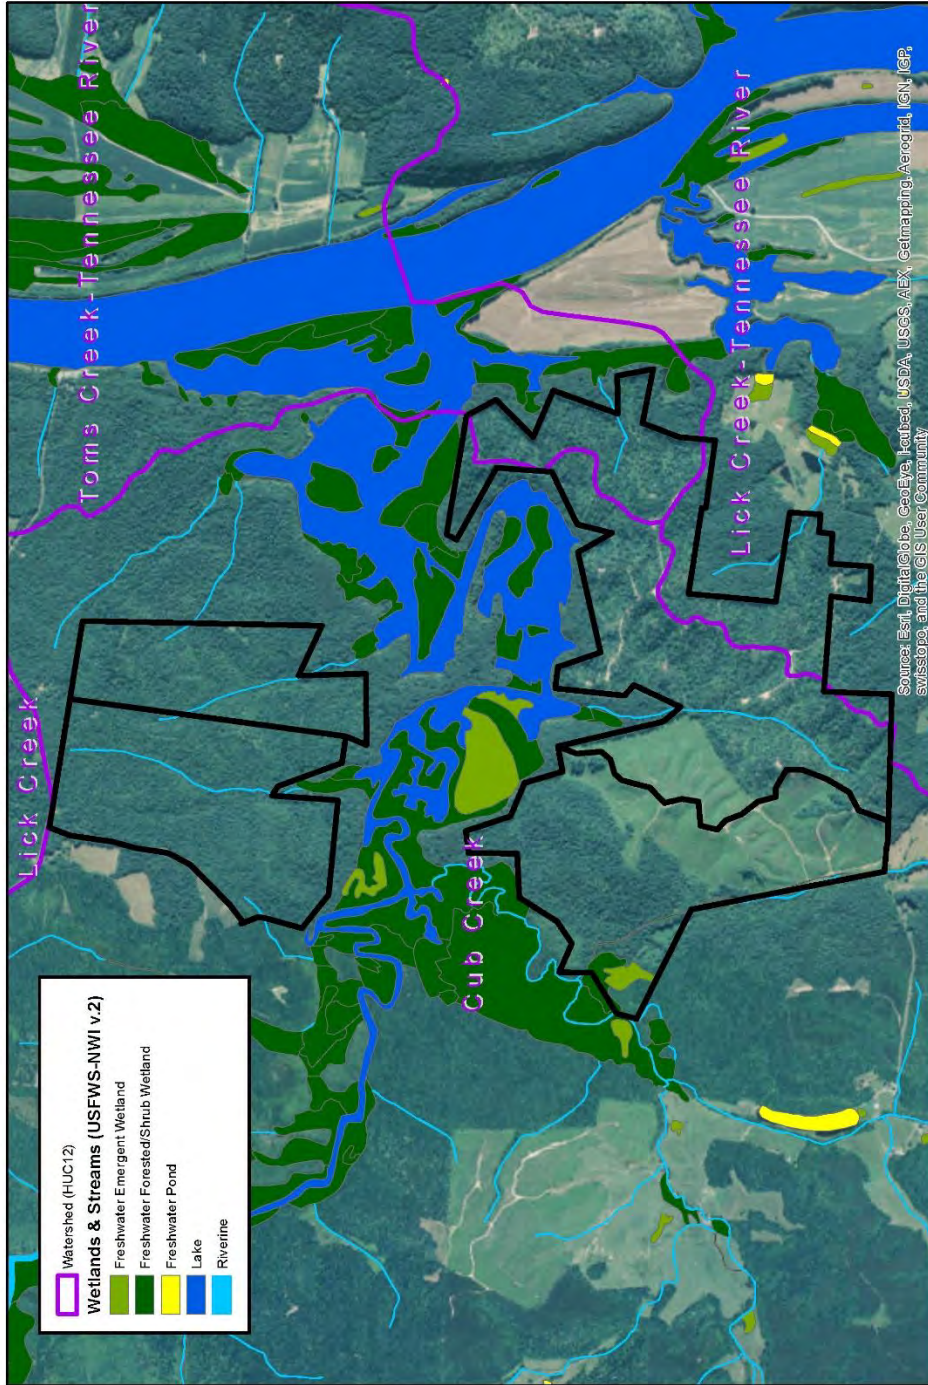 Toms Creek-Tennessee River
Lick Creek
Lick Creek-Tennessee River
Cub Creek
Watershed (HUC12)
Wetlands & Streams (USFWS-NWI v.2)
Freshwater Emergent Wetland
Freshwater Forested/Shrub Wetland
Freshwater Pond
Lake
Riverine
Source: Esri, DigitalGlobe, GeoEye, i-cubed, USDA, USGS, AEX, Getmapping, Aerogrid, IGN, IGP,
swisstopo, and the GIS User Community